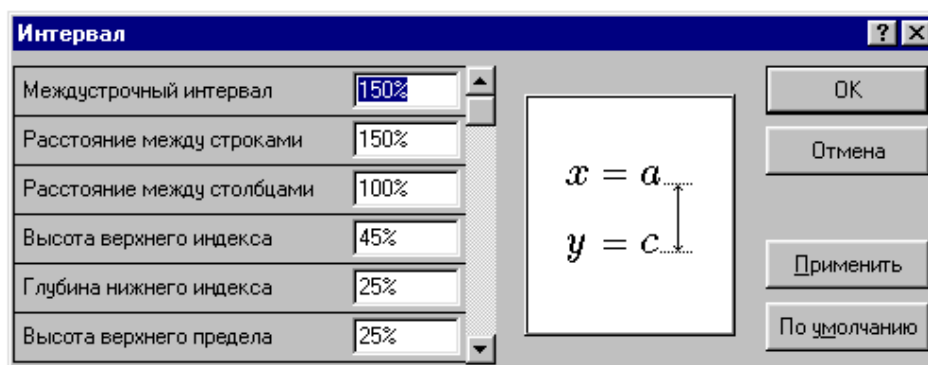 Интервал
Междустрочный интервал 150%
Расстояние между строками 150%
Расстояние между столбцами 100%
Высота верхнего индекса 45%
Глубина нижнего индекса 25%
Высота верхнего предела 25%
x = a
y = c
OK
Отмена
Применить
По умолчанию